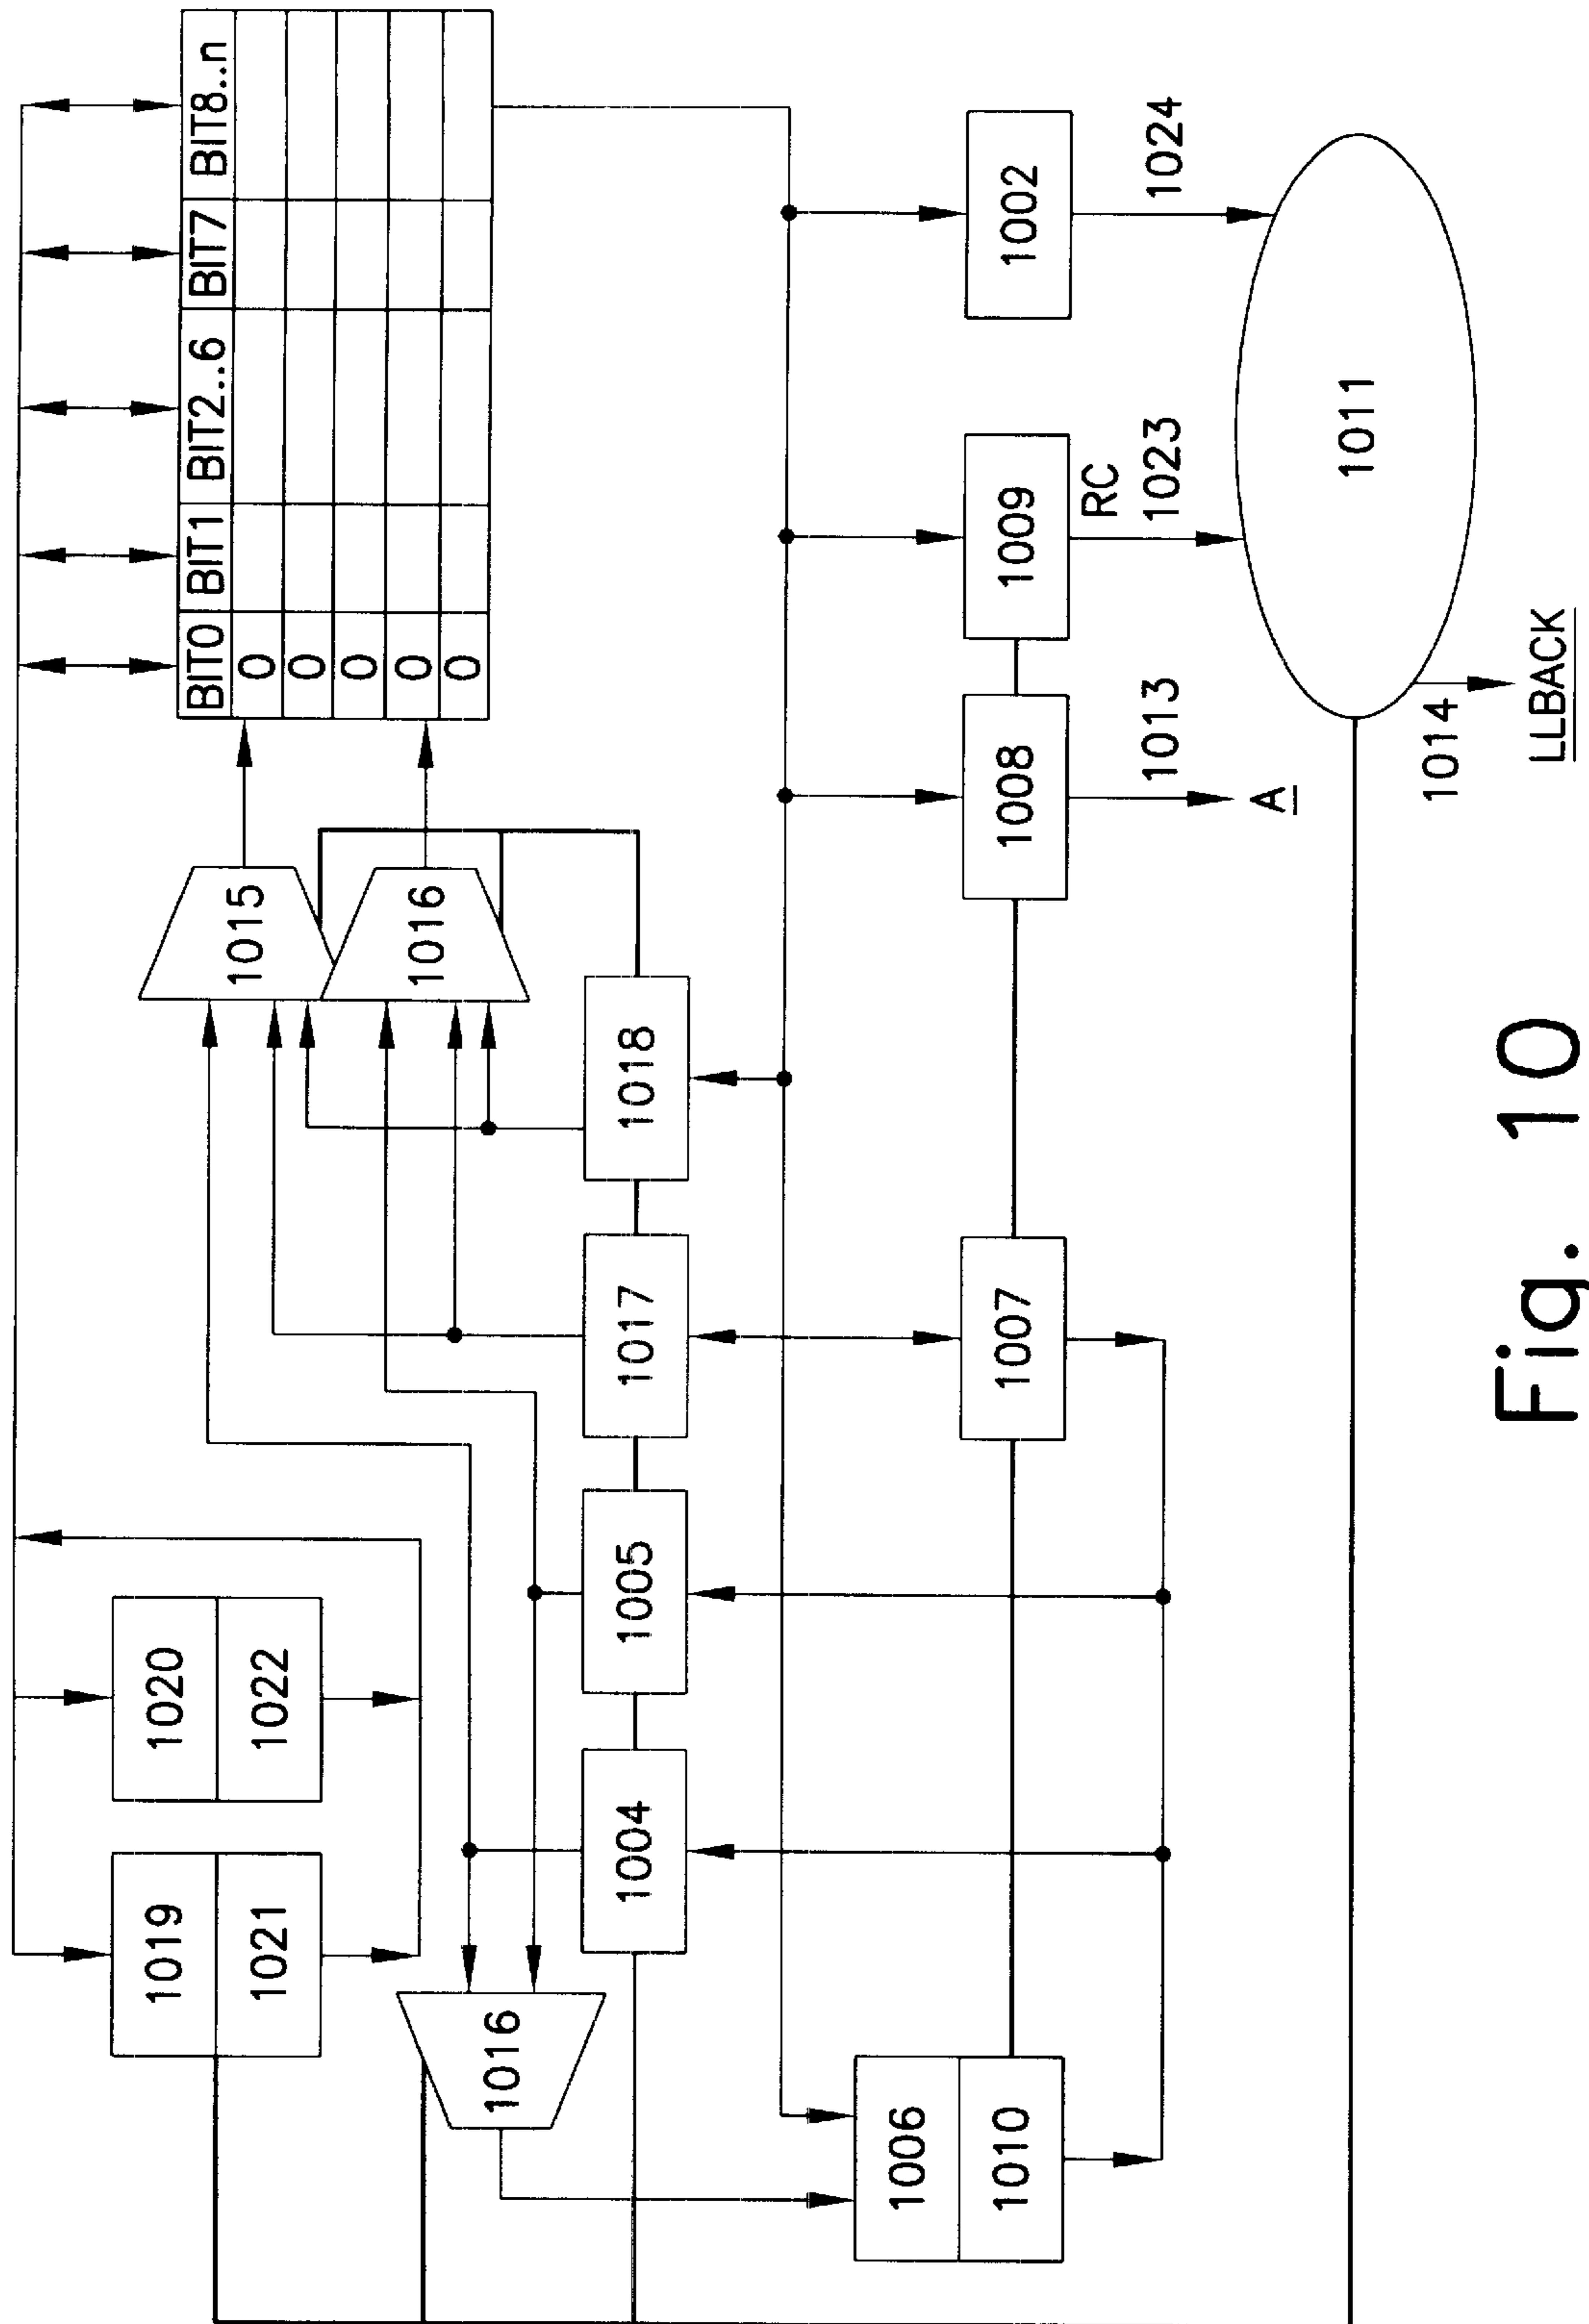 1019 1020
BIT0 BIT1 BIT2..6 BIT7 BIT8..n
1021 1022
1015
0
0
0
0
0
1016
1016
1004 1005 1017 1018
1006
1010 1007 1008 1009 1002
RC
1013 1023 1024
A
1011
1014
LLBACK
Fig. 10